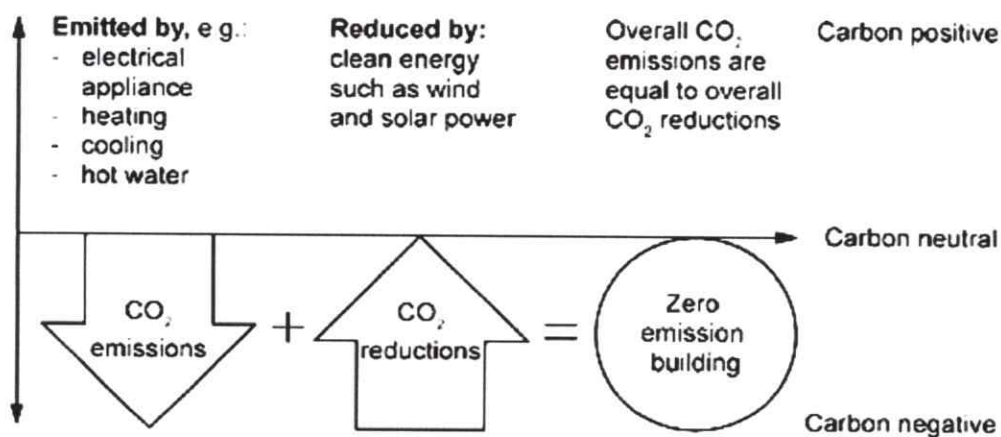 Emitted by, e g.:
- electrical
appliance
- heating
- cooling
- hot water
Reduced by:
clean energy
such as wind
and solar power
Overall CO₂
emissions are
equal to overall
CO₂ reductions
Carbon positive
Carbon neutral
CO₂
emissions
+
CO₂
reductions
=
Zero
emission
building
Carbon negative